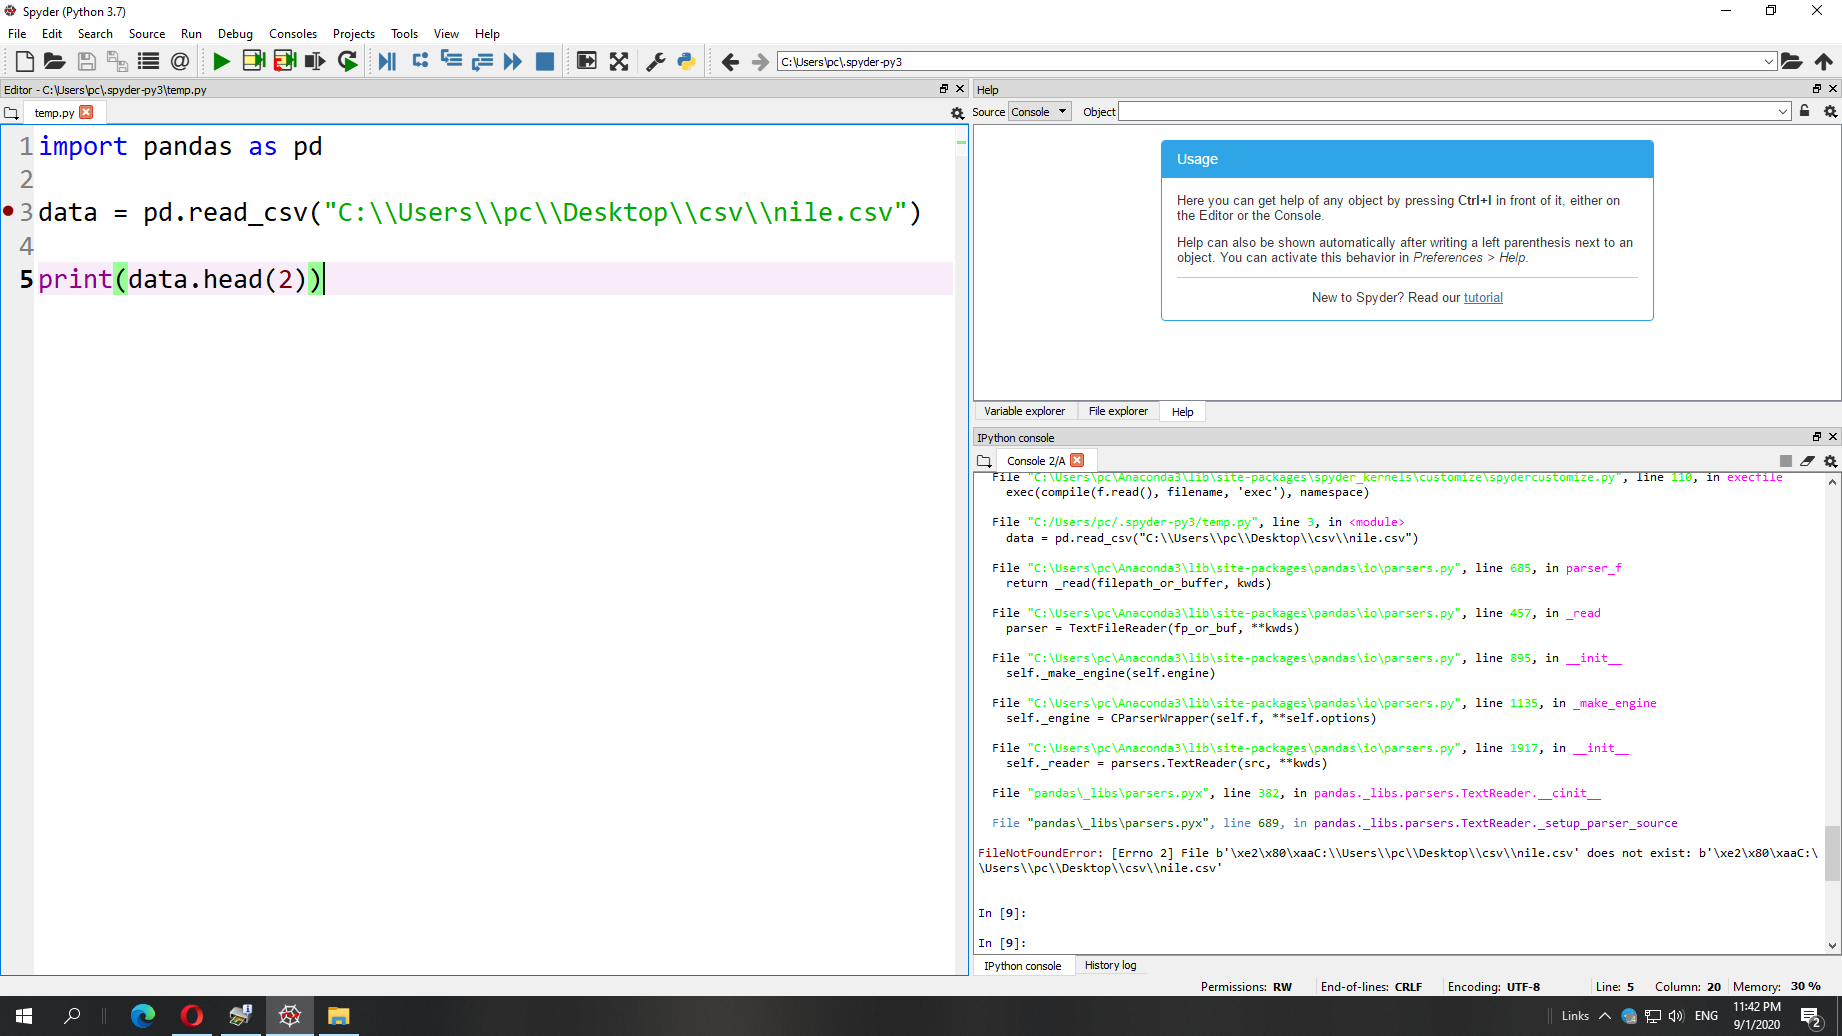 Spyder (Python 3.7)
File Edit Search Source Run Debug Consoles Projects Tools View Help
C:\Users\pc\.spyder-py3
Editor - C:\Users\pc\.spyder-py3\temp.py
temp.py
1 import pandas as pd
2
3 data = pd.read_csv("C:\\Users\\pc\\Desktop\\csv\\nile.csv")
4
5 print(data.head(2))
Help
Source Console Object
Usage
Here you can get help of any object by pressing Ctrl+I in front of it, either on
the Editor or the Console.
Help can also be shown automatically after writing a left parenthesis next to an
object. You can activate this behavior in Preferences > Help.
New to Spyder? Read our tutorial
Variable explorer File explorer Help
IPython console
Console 2/A
File "C:\Users\pc\Anaconda3\lib\site-packages\spyder_kernels\customize\spydercustomize.py", line 110, in execfile
exec(compile(f.read(), filename, 'exec'), namespace)
File "C:/Users/pc/.spyder-py3/temp.py", line 3, in <module>
data = pd.read_csv("C:\\Users\\pc\\Desktop\\csv\\nile.csv")
File "C:\Users\pc\Anaconda3\lib\site-packages\pandas\io\parsers.py", line 685, in parser_f
return _read(filepath_or_buffer, kwds)
File "C:\Users\pc\Anaconda3\lib\site-packages\pandas\io\parsers.py", line 457, in _read
parser = TextFileReader(fp_or_buf, **kwds)
File "C:\Users\pc\Anaconda3\lib\site-packages\pandas\io\parsers.py", line 895, in __init__
self._make_engine(self.engine)
File "C:\Users\pc\Anaconda3\lib\site-packages\pandas\io\parsers.py", line 1135, in _make_engine
self._engine = CParserWrapper(self.f, **self.options)
File "C:\Users\pc\Anaconda3\lib\site-packages\pandas\io\parsers.py", line 1917, in __init__
self._reader = parsers.TextReader(src, **kwds)
File "pandas\_libs\parsers.pyx", line 382, in pandas._libs.parsers.TextReader.__cinit__
File "pandas\_libs\parsers.pyx", line 689, in pandas._libs.parsers.TextReader._setup_parser_source
FileNotFoundError: [Errno 2] File b'\xe2\x80\xaaC:\\Users\\pc\\Desktop\\csv\\nile.csv' does not exist: b'\xe2\x80\xaaC:\
\Users\\pc\\Desktop\\csv\\nile.csv'
In [9]:
In [9]:
IPython console History log
Permissions: RW End-of-lines: CRLF Encoding: UTF-8 Line: 5 Column: 20 Memory: 30 %
Links ENG 11:42 PM
9/1/2020
2